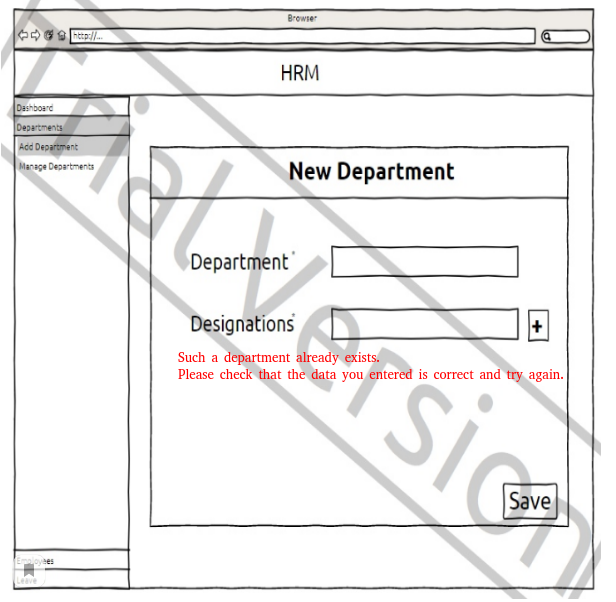 Browser
http://...
HRM
Dashboard
Departments
Add Department
Manage Departments
New Department
Department *
Designations *
+
Such a department already exists.
Please check that the data you entered is correct and try again.
Save
Employees
Leave
Trial Version